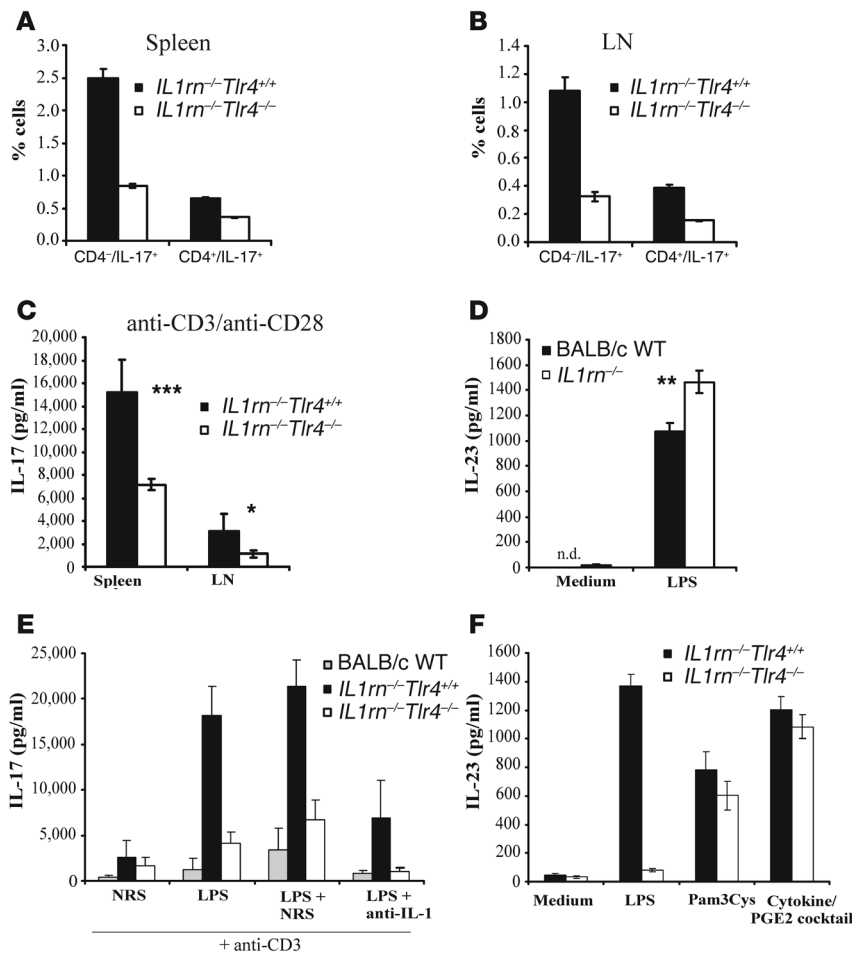 A
Spleen
3.0
2.5
2.0
1.5
1.0
0.5
0.0
% cells
IL1rn–/–Tlr4+/+
IL1rn–/–Tlr4–/–
CD4–/IL-17+
CD4+/IL-17+
B
LN
1.4
1.2
1.0
0.8
0.6
0.4
0.2
0.0
% cells
IL1rn–/–Tlr4+/+
IL1rn–/–Tlr4–/–
CD4–/IL-17+
CD4+/IL-17+
C
anti-CD3/anti-CD28
20,000
18,000
16,000
14,000
12,000
10,000
8,000
6,000
4,000
2,000
0
IL-17 (pg/ml)
***
IL1rn–/–Tlr4+/+
IL1rn–/–Tlr4–/–
*
Spleen
LN
D
1800
1600
1400
1200
1000
800
600
400
200
0
IL-23 (pg/ml)
BALB/c WT
IL1rn–/–
**
n.d.
Medium
LPS
E
25,000
20,000
15,000
10,000
5,000
0
IL-17 (pg/ml)
BALB/c WT
IL1rn–/–Tlr4+/+
IL1rn–/–Tlr4–/–
NRS
LPS
LPS +
NRS
LPS +
anti-IL-1
+ anti-CD3
F
1600
1400
1200
1000
800
600
400
200
0
IL-23 (pg/ml)
IL1rn–/–Tlr4+/+
IL1rn–/–Tlr4–/–
Medium
LPS
Pam3Cys
Cytokine/
PGE2 cocktail